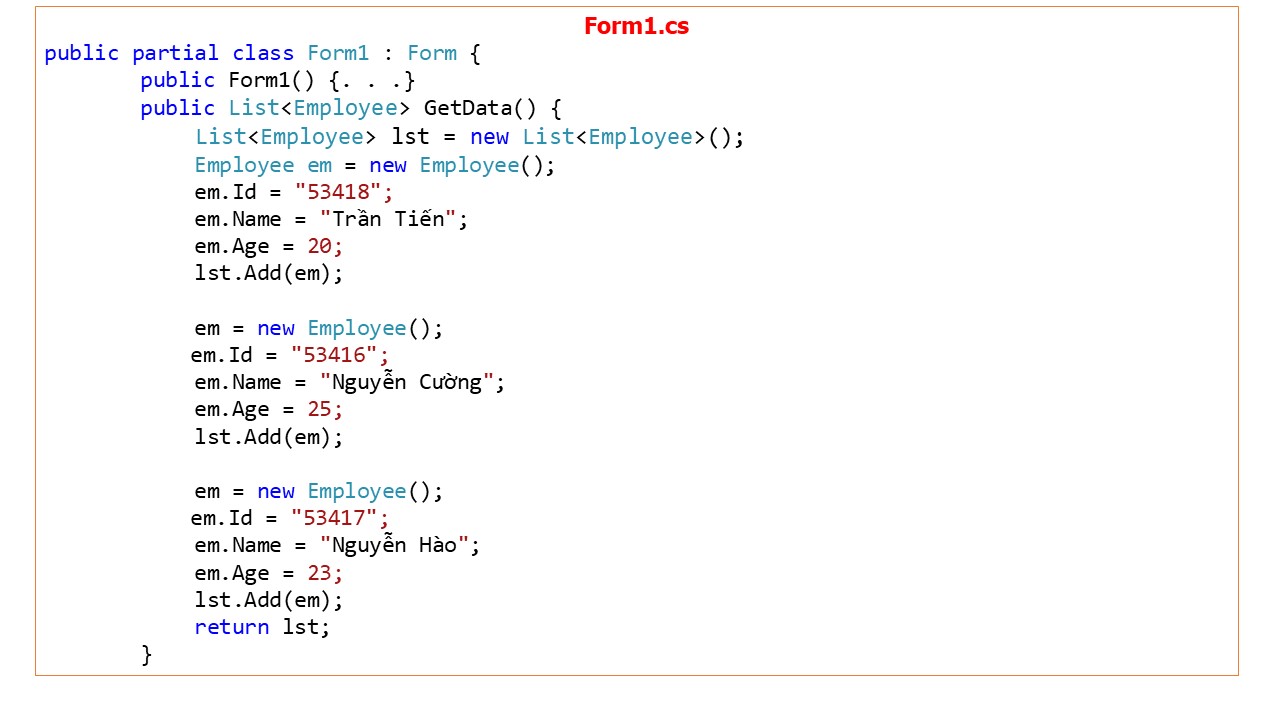 Form1.cs
public partial class Form1 : Form {
public Form1() {. . .}
public List<Employee> GetData() {
List<Employee> lst = new List<Employee>();
Employee em = new Employee();
em.Id = "53418";
em.Name = "Trần Tiến";
em.Age = 20;
lst.Add(em);
em = new Employee();
em.Id = "53416";
em.Name = "Nguyễn Cường";
em.Age = 25;
lst.Add(em);
em = new Employee();
em.Id = "53417";
em.Name = "Nguyễn Hào";
em.Age = 23;
lst.Add(em);
return lst;
}